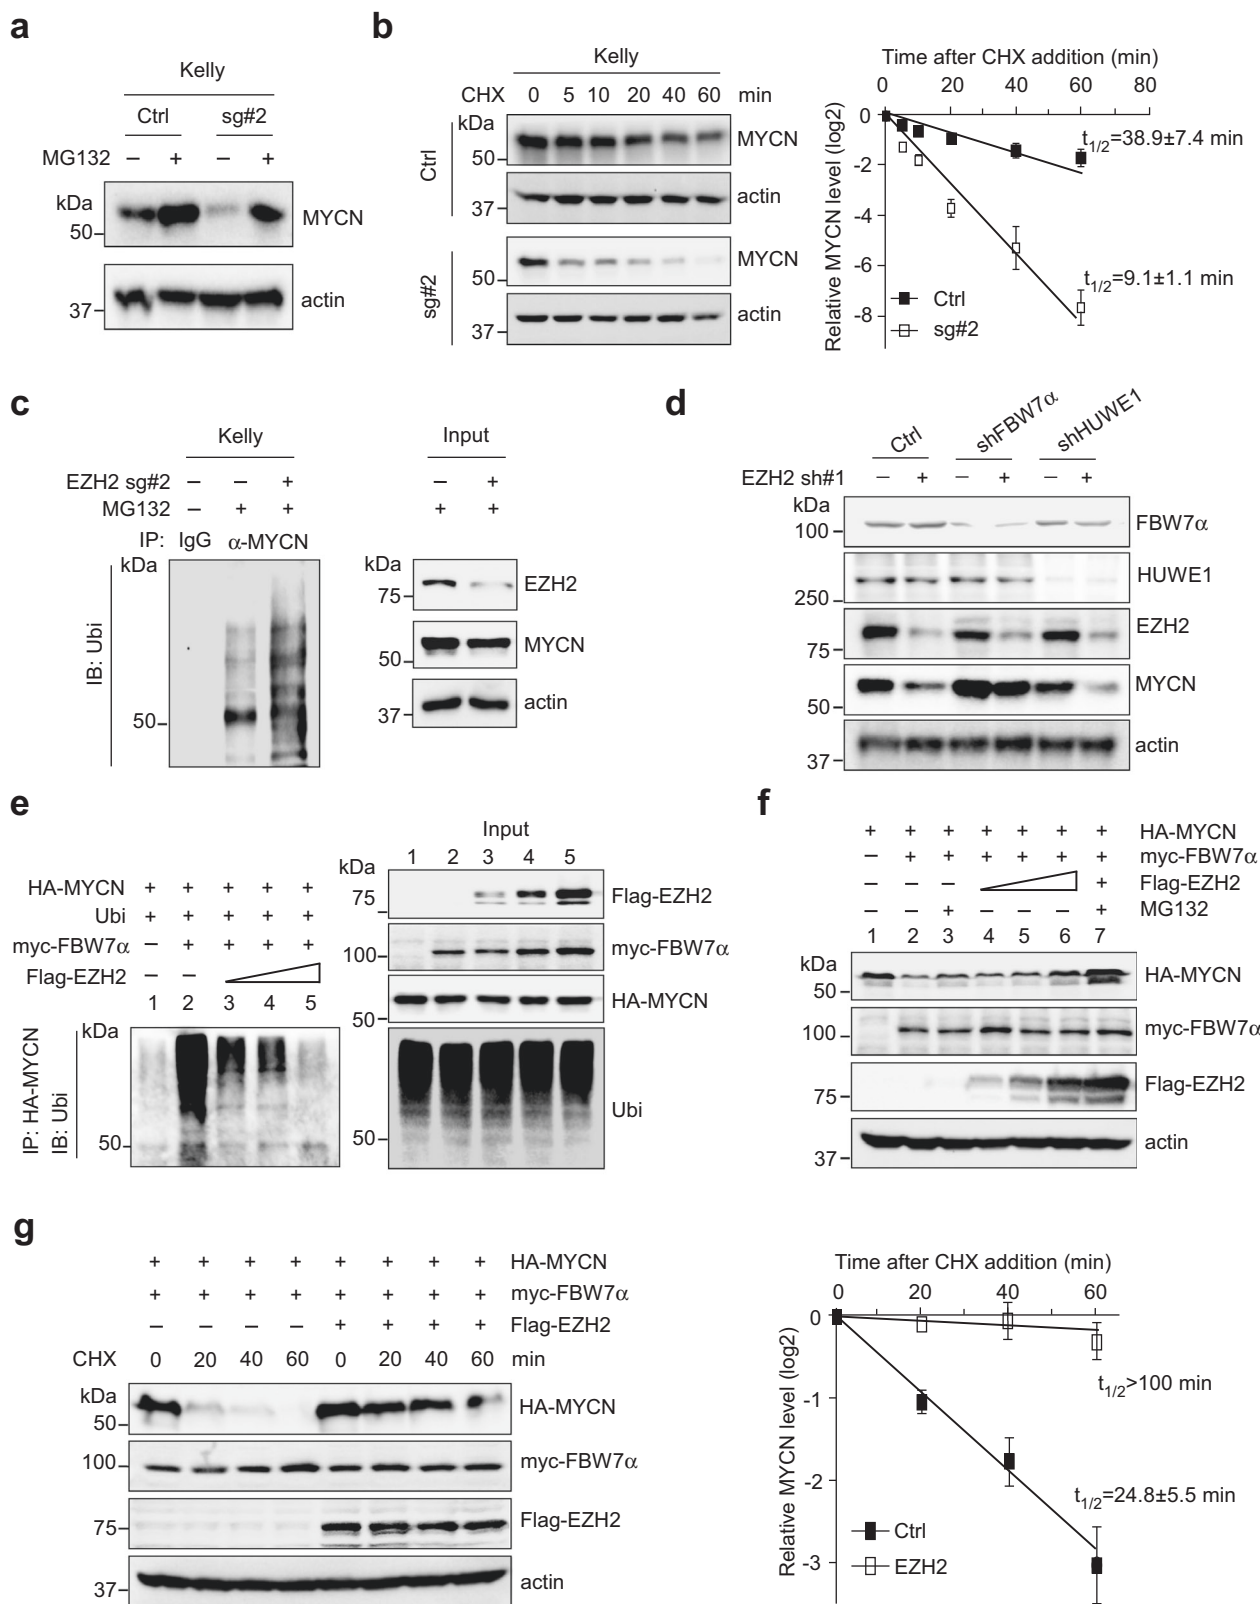 a
Kelly
Ctrl sg#2
MG132 – + – +
kDa
50
MYCN
37
actin
b
Kelly
CHX 0 5 10 20 40 60 min
kDa
Ctrl
50
MYCN
37
actin
sg#2
50
MYCN
37
actin
Time after CHX addition (min)
0 20 40 60 80
Relative MYCN level (log2)
0
-2
-4
-6
-8
t1/2=38.9±7.4 min
t1/2=9.1±1.1 min
Ctrl
sg#2
c
Kelly
EZH2 sg#2 – – +
MG132 – + +
IP: IgG α-MYCN
kDa
IB: Ubi
50
Input
– +
+ +
kDa
75
EZH2
50
MYCN
37
actin
d
Ctrl shFBW7α shHUWE1
EZH2 sh#1 – + – + – +
kDa
100
FBW7α
250
HUWE1
75
EZH2
50
MYCN
37
actin
e
HA-MYCN + + + + +
Ubi + + + + +
myc-FBW7α – + + + +
Flag-EZH2 – –
1 2 3 4 5
kDa
IP: HA-MYCN
IB: Ubi
50
Input
1 2 3 4 5
kDa
75
Flag-EZH2
100
myc-FBW7α
50
HA-MYCN
50
Ubi
f
+ + + + + + + HA-MYCN
– + + + + + + myc-FBW7α
– – – + Flag-EZH2
– – + – – – + MG132
1 2 3 4 5 6 7
kDa
50
HA-MYCN
100
myc-FBW7α
75
Flag-EZH2
37
actin
g
+ + + + + + + + HA-MYCN
+ + + + + + + + myc-FBW7α
– – – – + + + + Flag-EZH2
CHX 0 20 40 60 0 20 40 60 min
kDa
50
HA-MYCN
100
myc-FBW7α
75
Flag-EZH2
37
actin
Time after CHX addition (min)
0 20 40 60
Relative MYCN level (log2)
0
-1
-2
-3
t1/2>100 min
t1/2=24.8±5.5 min
Ctrl
EZH2